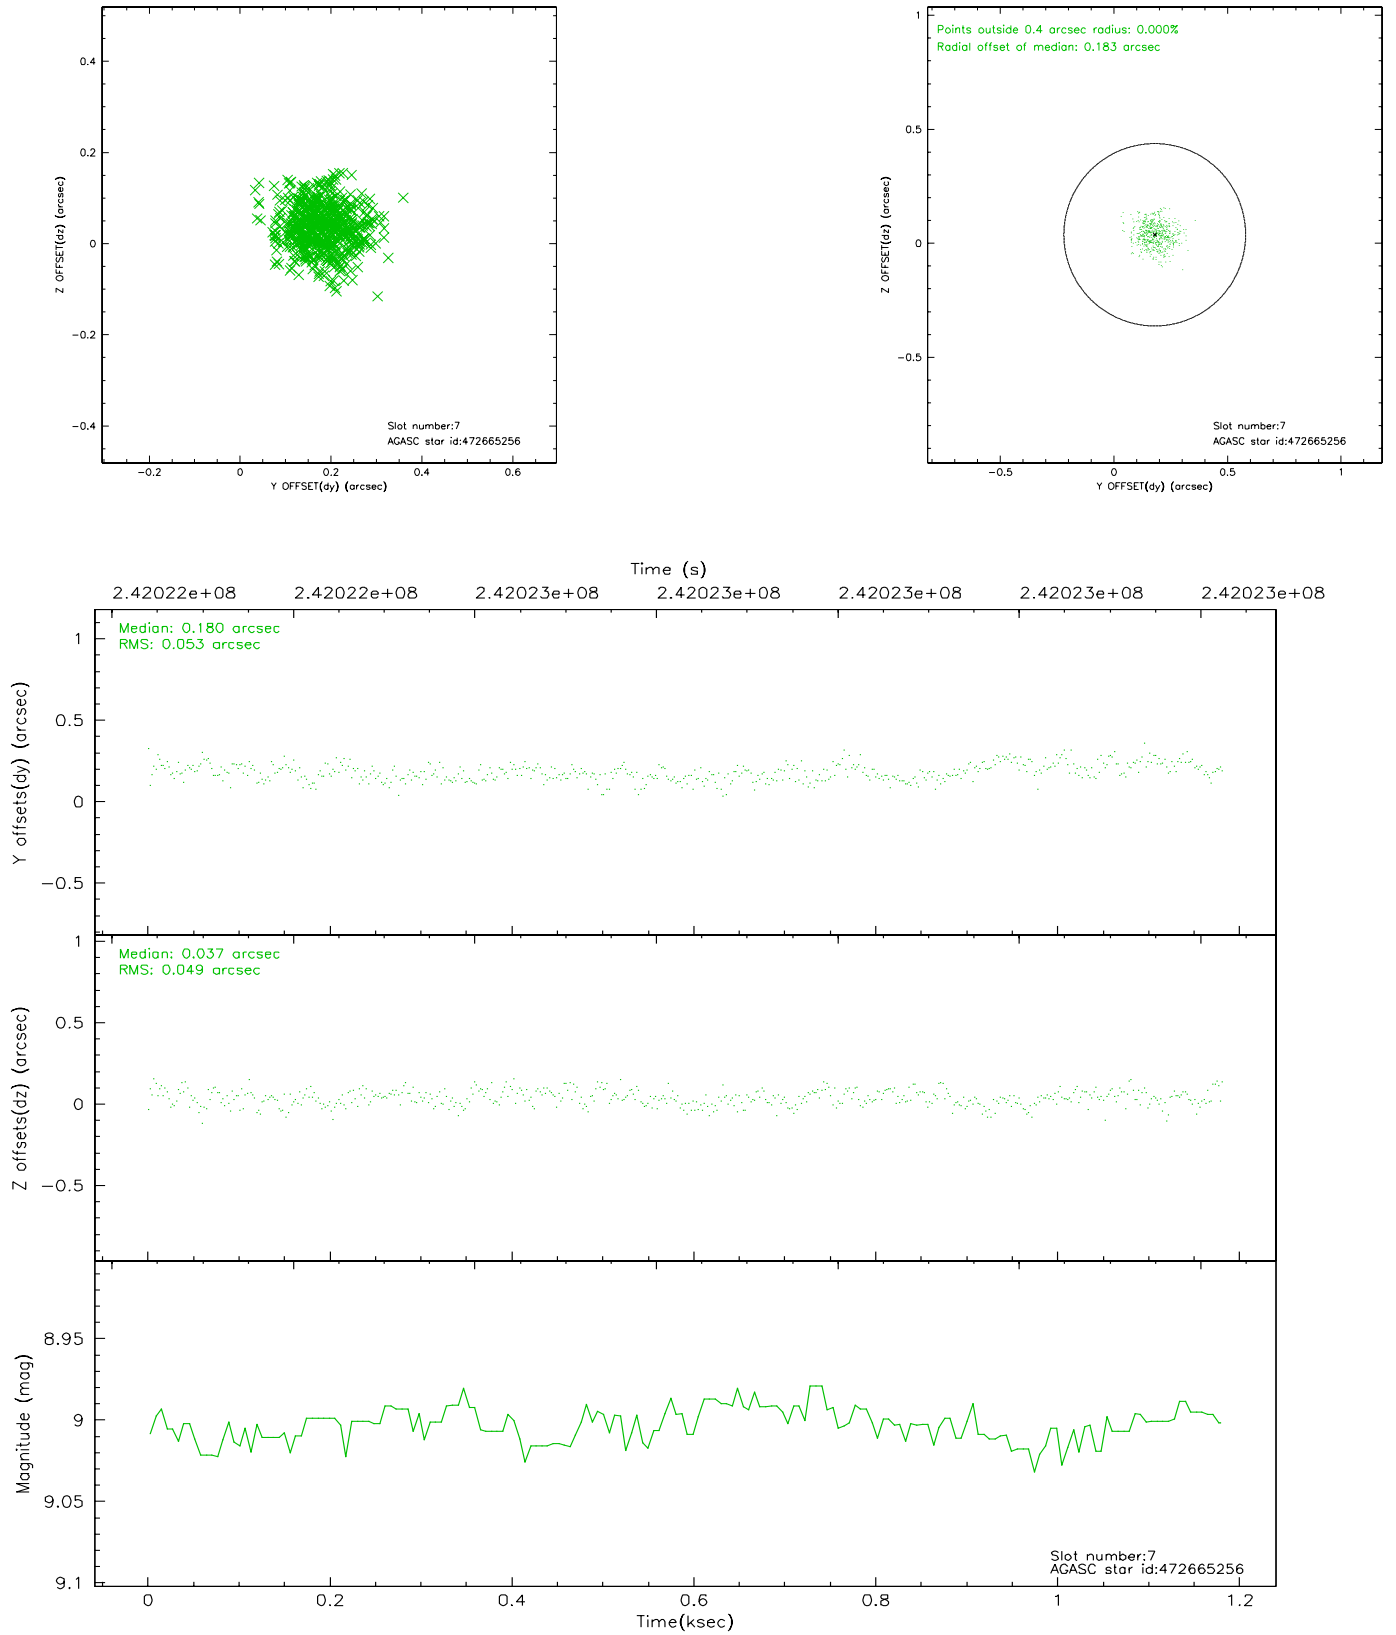 0.4
0.2
0
−0.2
−0.4
Z OFFSET(dz) (arcsec)
Slot number:7
AGASC star id:472665256
−0.2 0 0.2 0.4 0.6
Y OFFSET(dy) (arcsec)
Points outside 0.4 arcsec radius: 0.000%
Radial offset of median: 0.183 arcsec
1
0.5
0
−0.5
Z OFFSET(dz) (arcsec)
Slot number:7
AGASC star id:472665256
−0.5 0 0.5 1
Y OFFSET(dy) (arcsec)
Time (s)
2.42022e+08 2.42022e+08 2.42023e+08 2.42023e+08 2.42023e+08 2.42023e+08 2.42023e+08
Median: 0.180 arcsec
RMS: 0.053 arcsec
1
0.5
0
−0.5
Y offsets(dy) (arcsec)
Median: 0.037 arcsec
RMS: 0.049 arcsec
1
0.5
0
−0.5
Z offsets(dz) (arcsec)
8.95
9
9.05
9.1
Magnitude (mag)
Slot number:7
AGASC star id:472665256
0 0.2 0.4 0.6 0.8 1 1.2
Time(ksec)